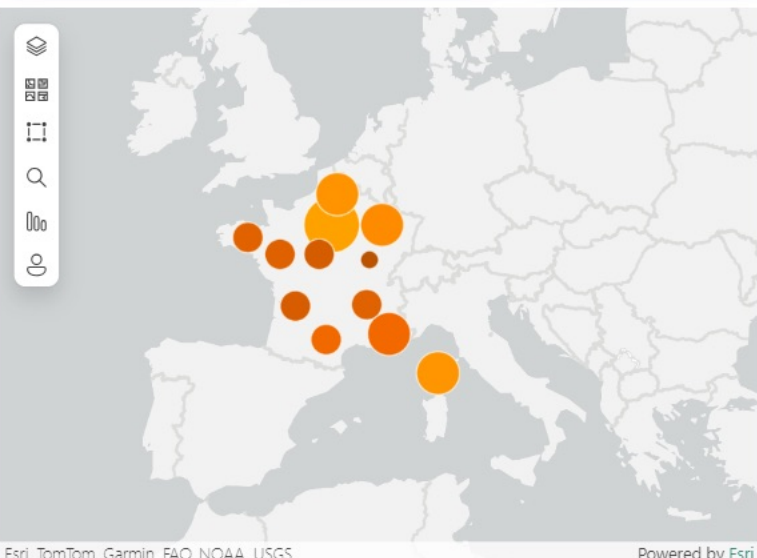 Esri, TomTom, Garmin, FAO, NOAA, USGS
Powered by Esri